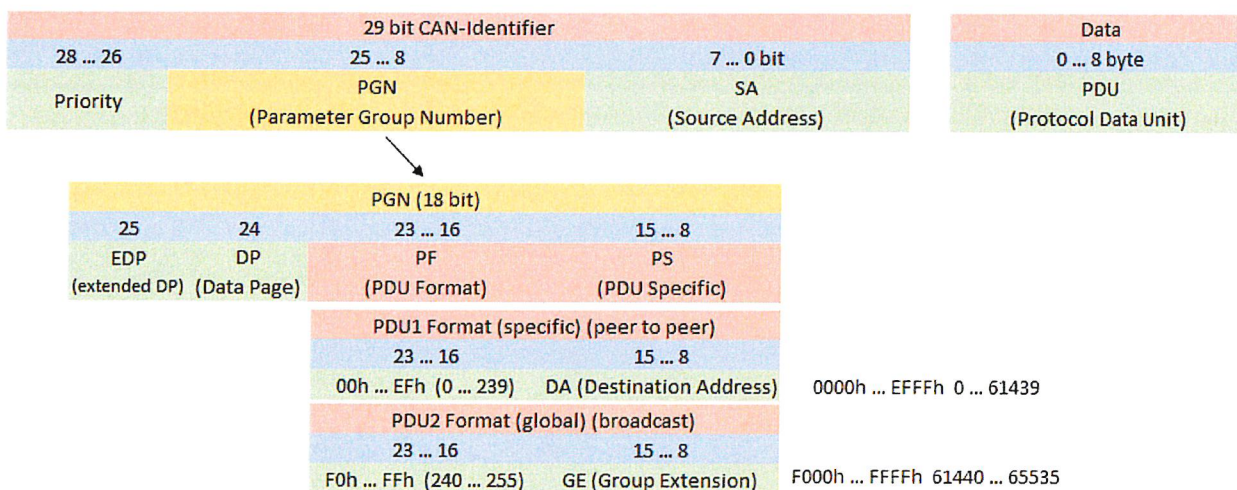 29 bit CAN-Identifier
Data
28 ... 26
25 ... 8
7 ... 0 bit
0 ... 8 byte
Priority
PGN
(Parameter Group Number)
SA
(Source Address)
PDU
(Protocol Data Unit)
PGN (18 bit)
25
24
23 ... 16
15 ... 8
EDP
(extended DP)
DP
(Data Page)
PF
(PDU Format)
PS
(PDU Specific)
PDU1 Format (specific) (peer to peer)
23 ... 16
15 ... 8
00h ... EFh (0 ... 239)
DA (Destination Address)
0000h ... EFFFh 0 ... 61439
PDU2 Format (global) (broadcast)
23 ... 16
15 ... 8
F0h ... FFh (240 ... 255)
GE (Group Extension)
F000h ... FFFFh 61440 ... 65535